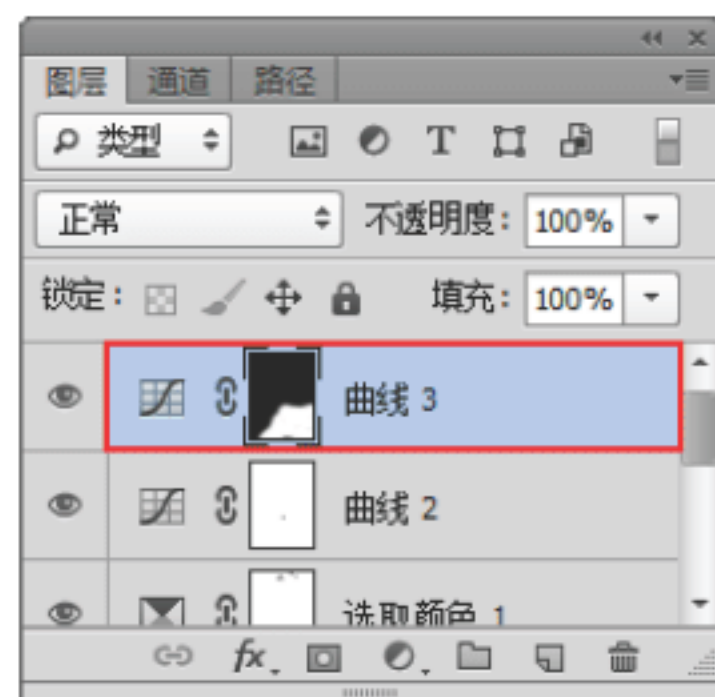 图层 通道 路径
类型 T
正常 不透明度: 100%
锁定: 填充: 100%
曲线 3
曲线 2
选取颜色 1
fx.